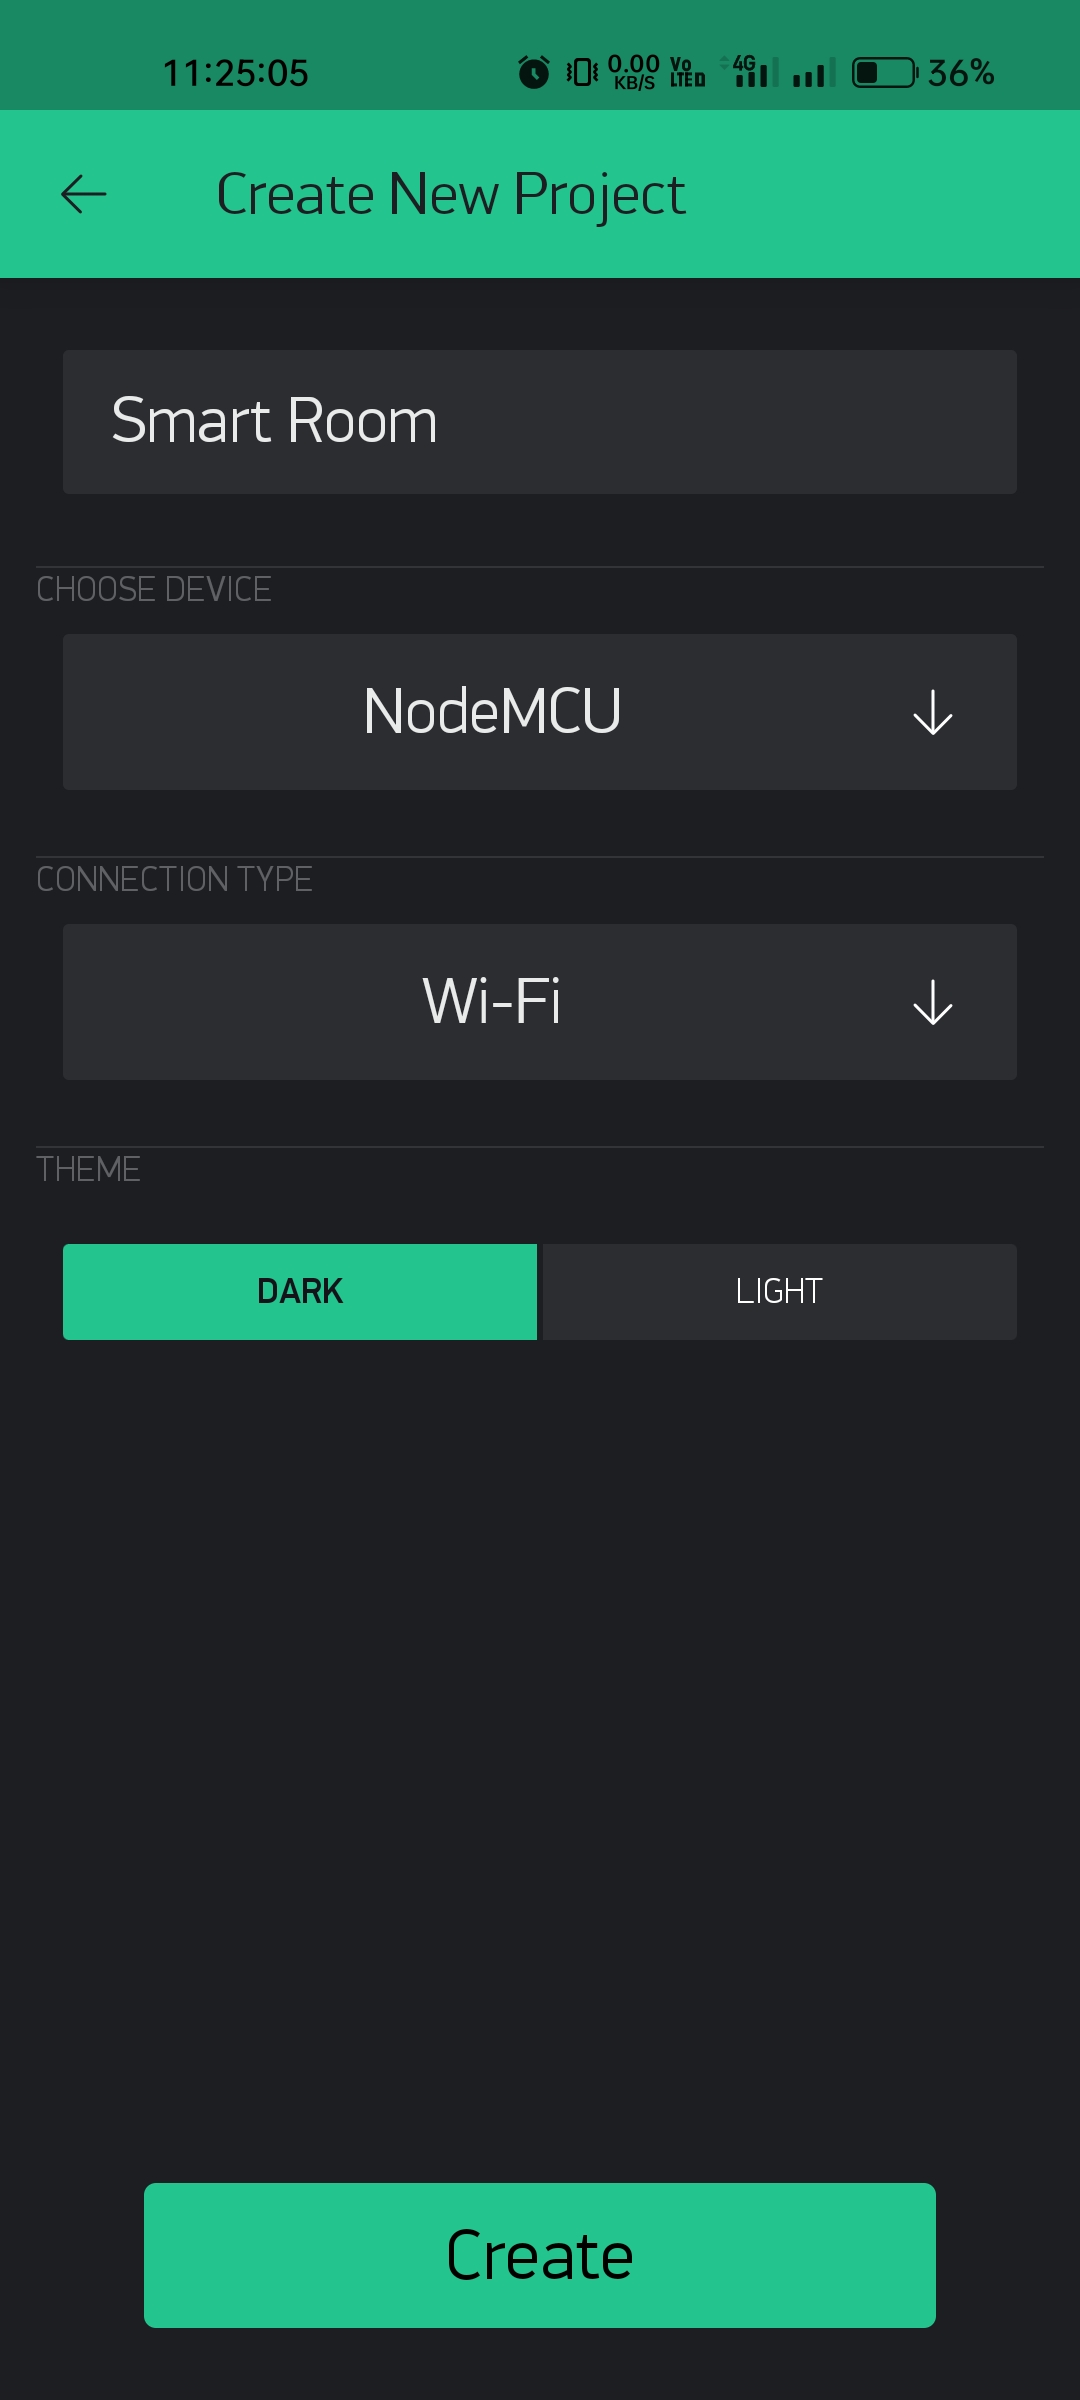 11:25:05 0.00 KB/S Vo LTE 4G 36%
Create New Project
Smart Room
CHOOSE DEVICE
NodeMCU
CONNECTION TYPE
Wi-Fi
THEME
DARK LIGHT
Create